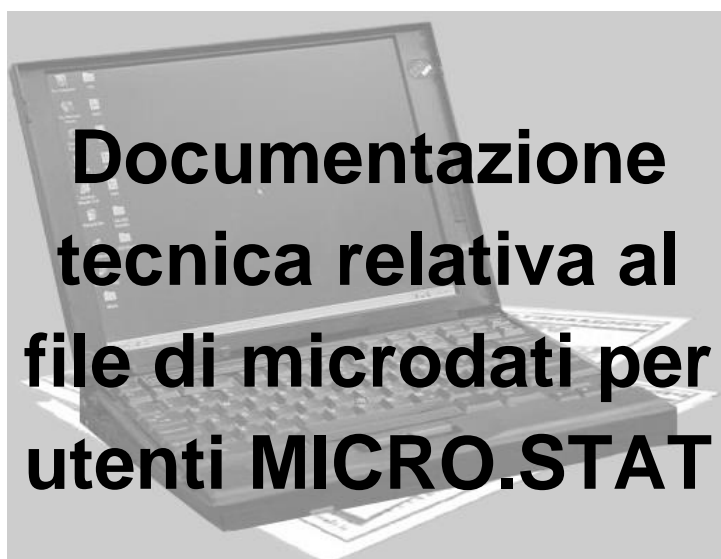 Documentazione
tecnica relativa al
file di microdati per
utenti MICRO.STAT